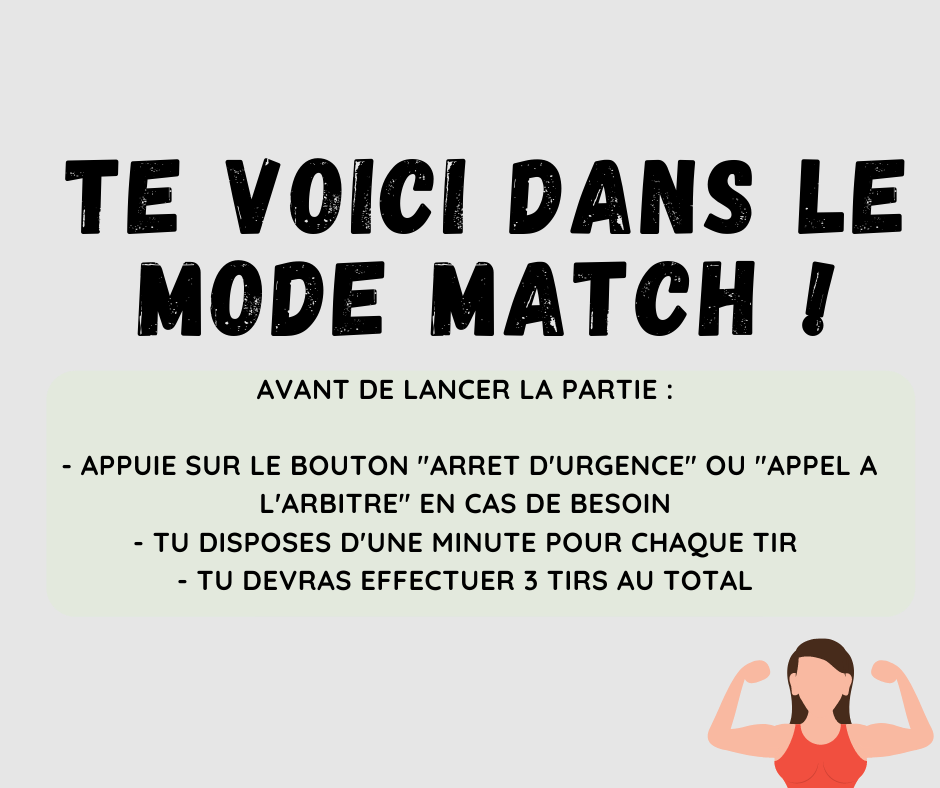 TE VOICI DANS LE
MODE MATCH !
AVANT DE LANCER LA PARTIE :
- APPUIE SUR LE BOUTON "ARRET D'URGENCE" OU "APPEL A
L'ARBITRE" EN CAS DE BESOIN
- TU DISPOSES D'UNE MINUTE POUR CHAQUE TIR
- TU DEVRAS EFFECTUER 3 TIRS AU TOTAL